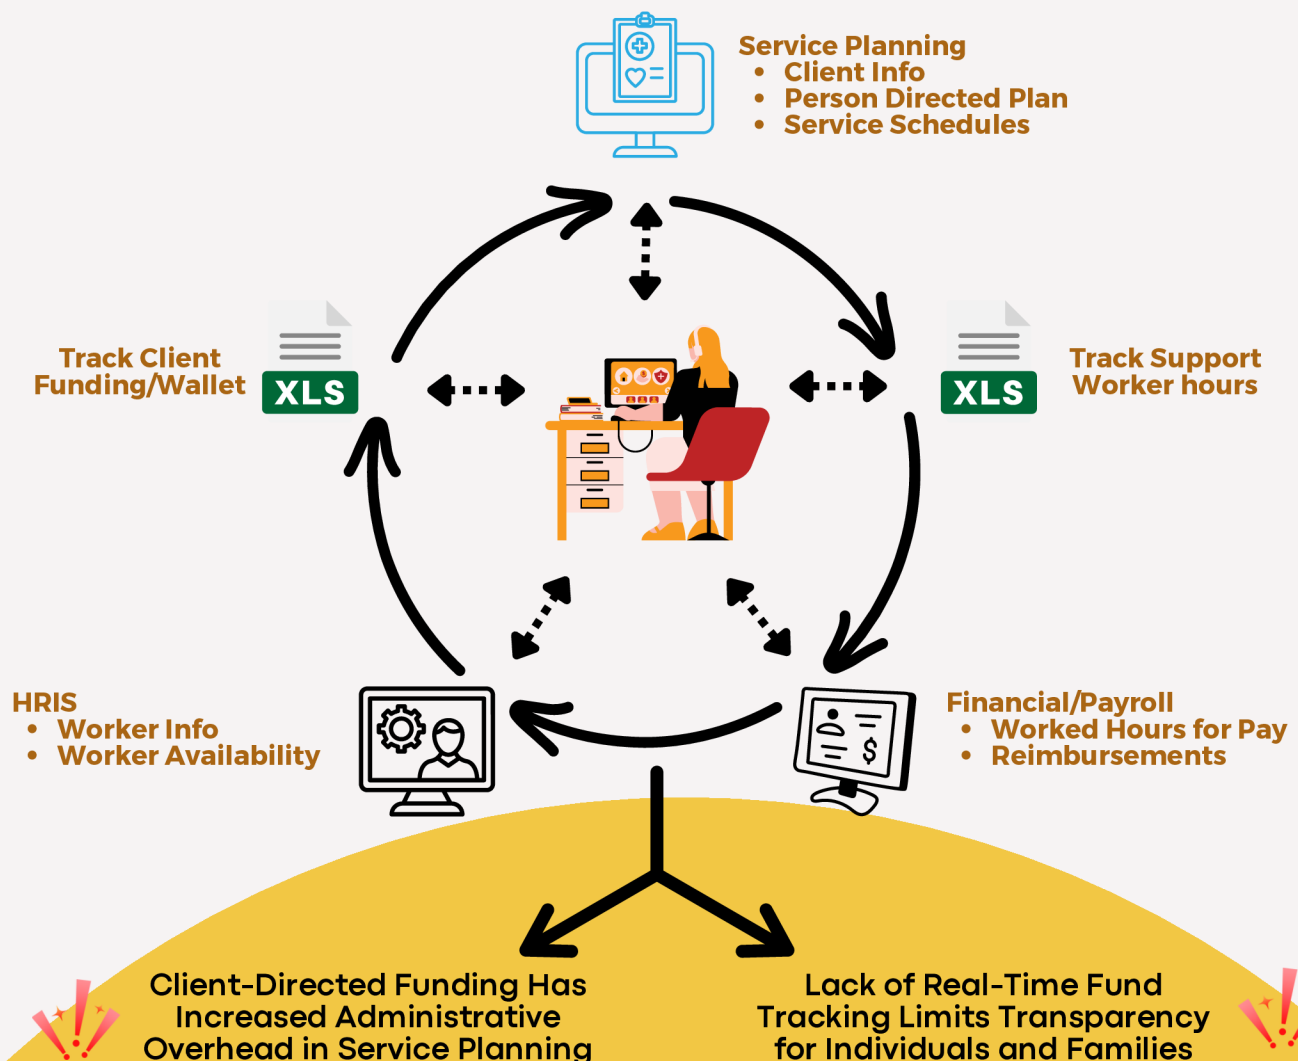 Service Planning
• Client Info
• Person Directed Plan
• Service Schedules
Track Client
Funding/Wallet
XLS
XLS
Track Support
Worker hours
HRIS
• Worker Info
• Worker Availability
$
Financial/Payroll
• Worked Hours for Pay
• Reimbursements
Client-Directed Funding Has
Increased Administrative
Overhead in Service Planning
Lack of Real-Time Fund
Tracking Limits Transparency
for Individuals and Families